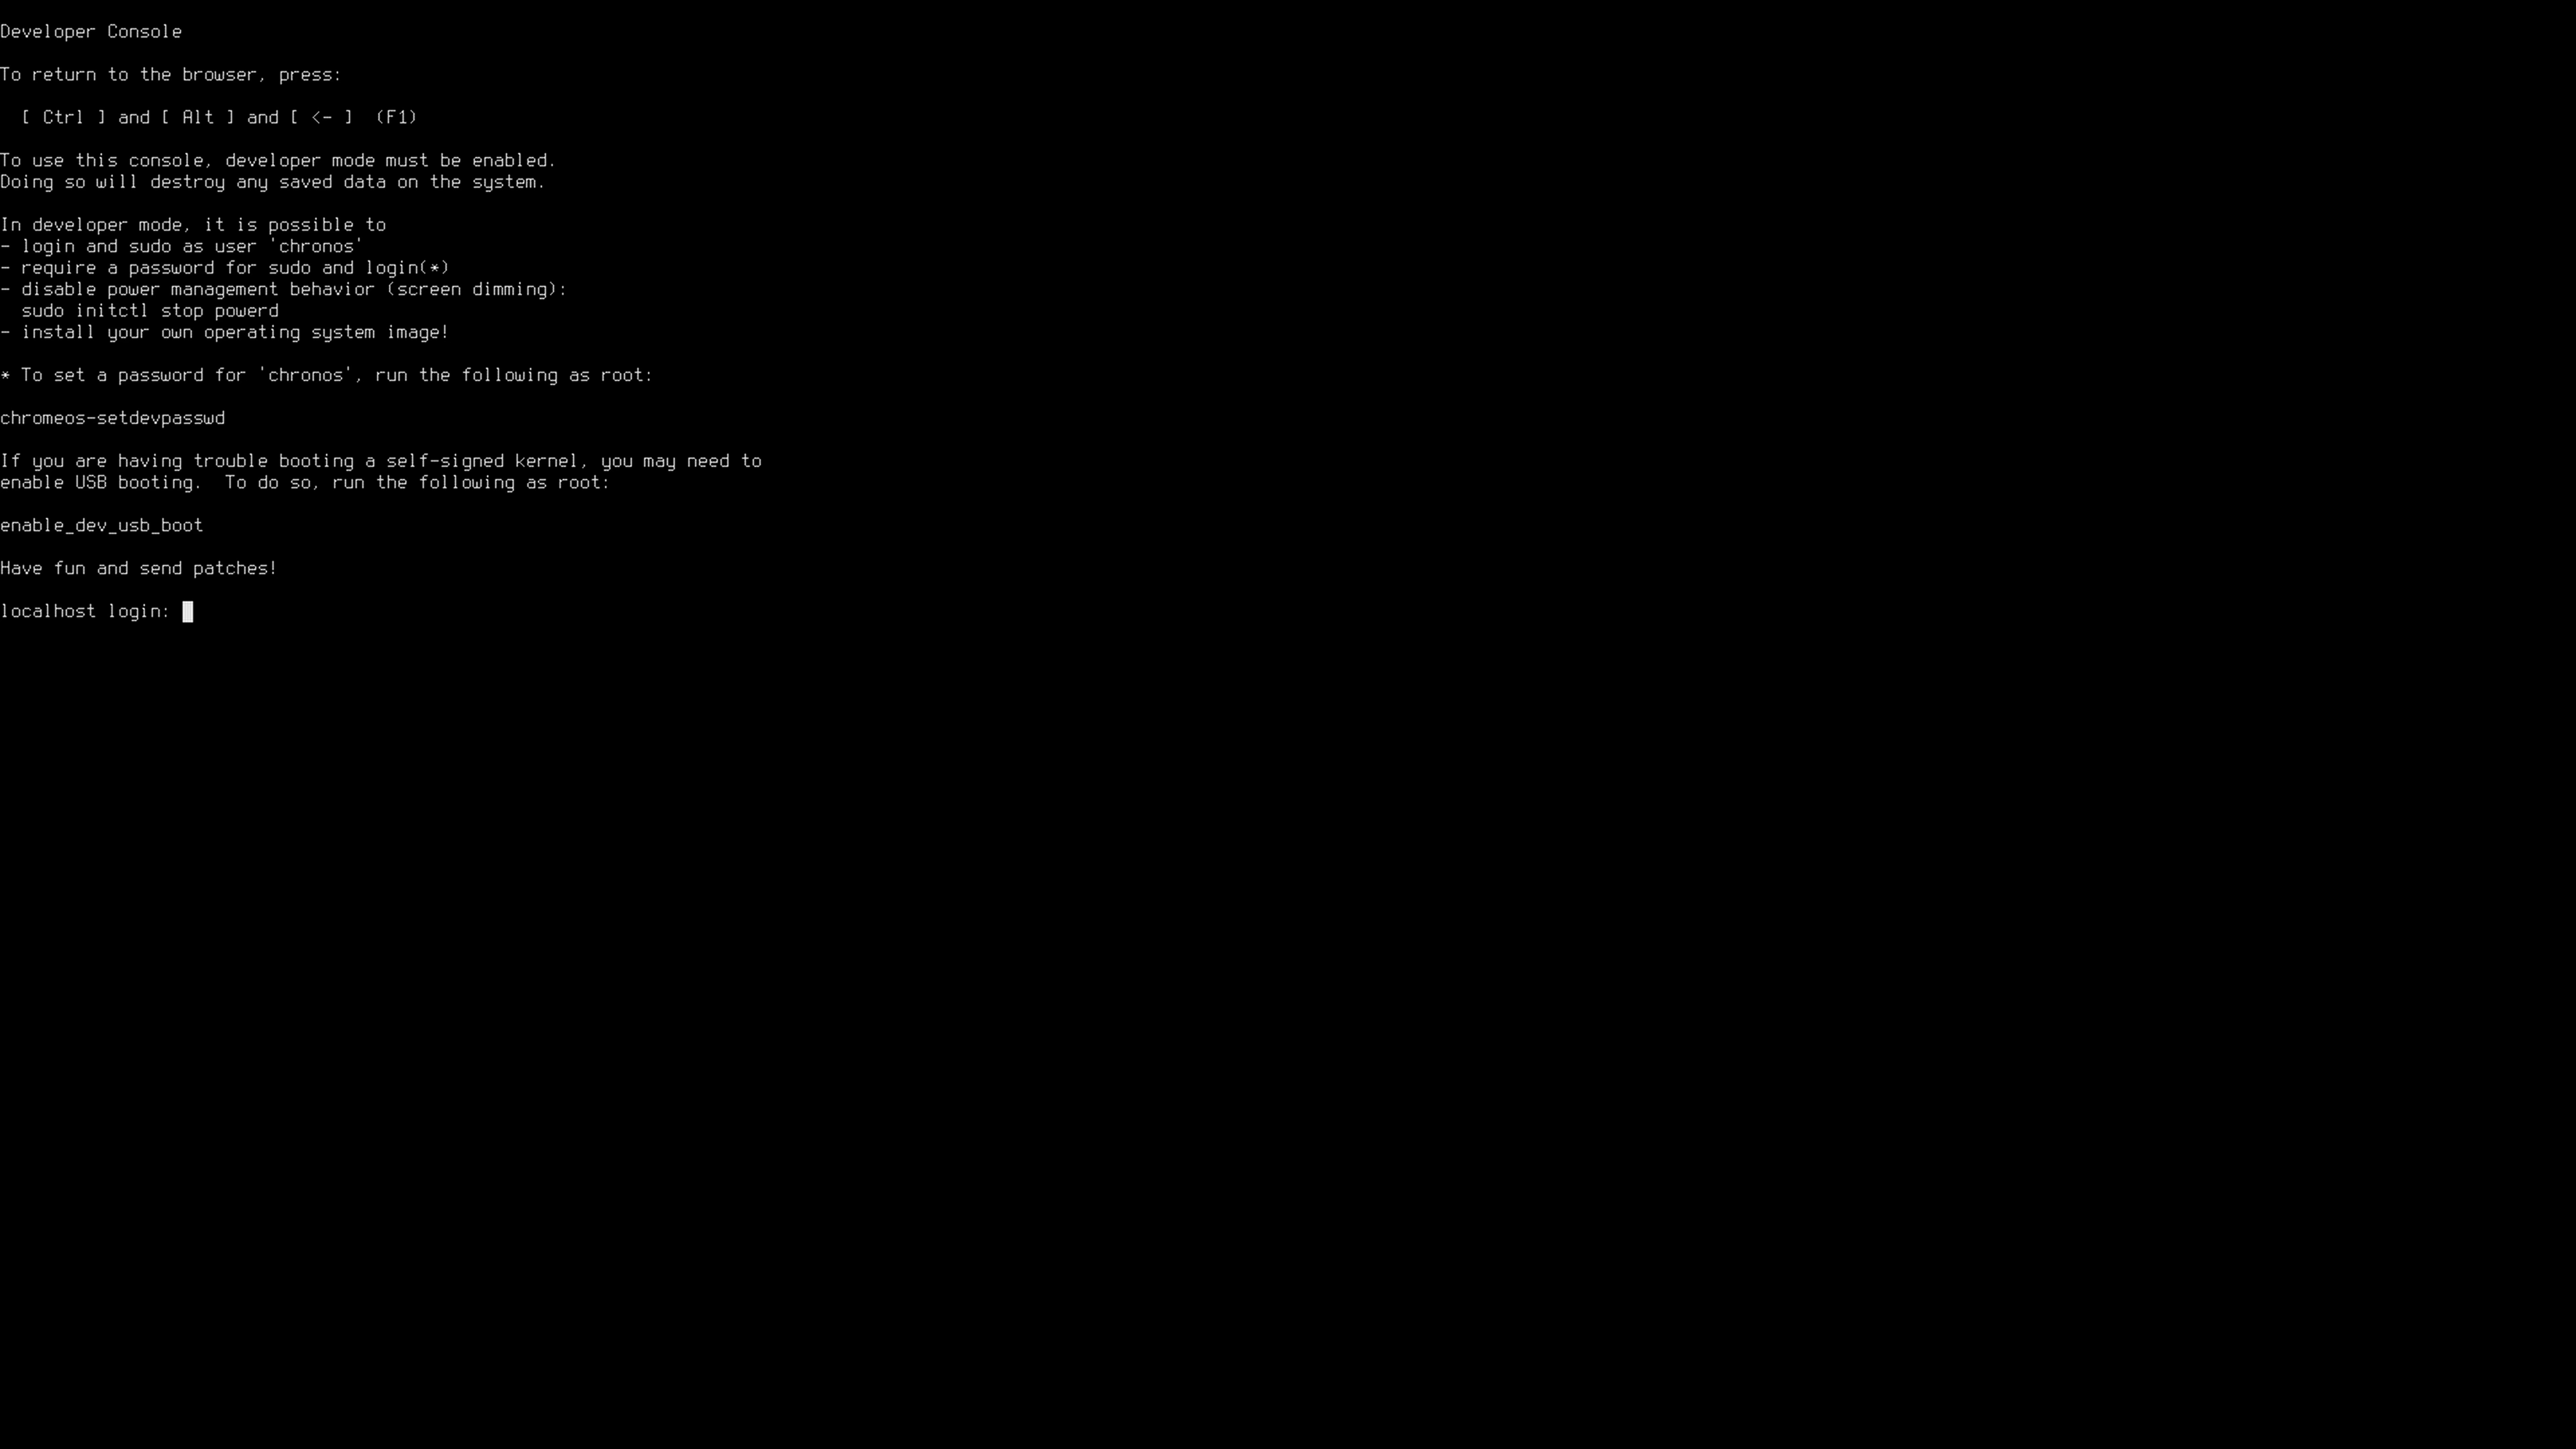 Developer Console
To return to the browser, press:
[ Ctrl ] and [ Alt ] and [ <- ]  (F1)
To use this console, developer mode must be enabled.
Doing so will destroy any saved data on the system.
In developer mode, it is possible to
- login and sudo as user 'chronos'
- require a password for sudo and login(*)
- disable power management behavior (screen dimming):
  sudo initctl stop powerd
- install your own operating system image!
* To set a password for 'chronos', run the following as root:
chromeos-setdevpasswd
If you are having trouble booting a self-signed kernel, you may need to
enable USB booting.  To do so, run the following as root:
enable_dev_usb_boot
Have fun and send patches!
localhost login: